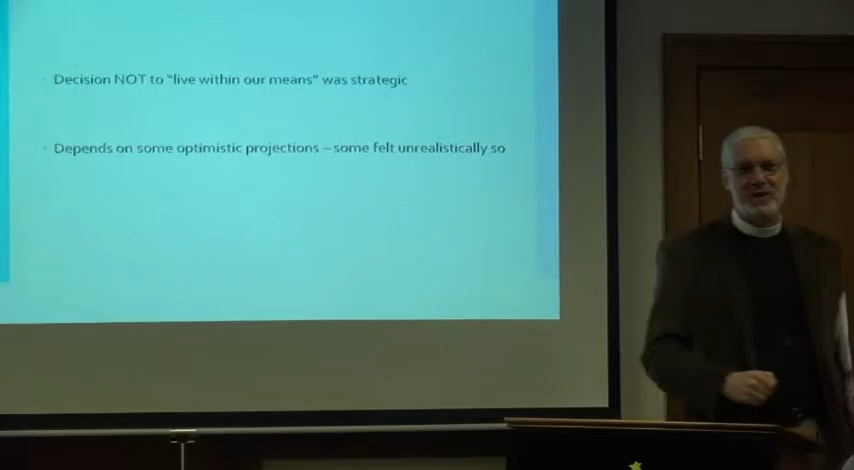 Decision NOT to "live within our means" was strategic
Depends on some optimistic projections – some felt unrealistically so